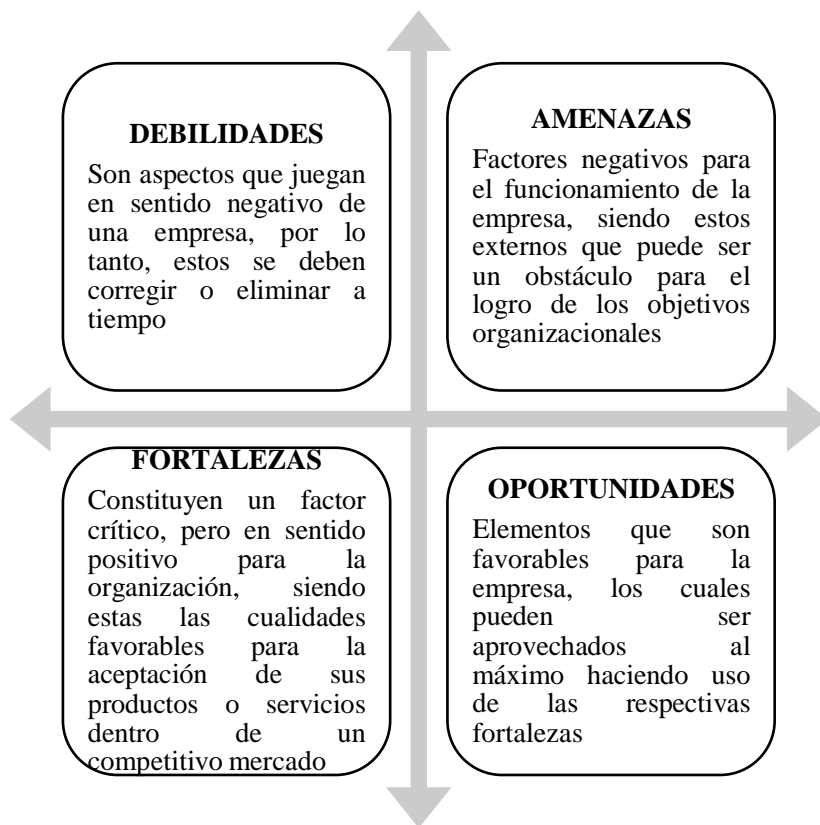 DEBILIDADES
Son aspectos que juegan
en sentido negativo de
una empresa, por lo
tanto, estos se deben
corregir o eliminar a
tiempo
AMENAZAS
Factores negativos para
el funcionamiento de la
empresa, siendo estos
externos que puede ser
un obstáculo para el
logro de los objetivos
organizacionales
FORTALEZAS
Constituyen un factor
crítico, pero en sentido
positivo para la
organización, siendo
estas las cualidades
favorables para la
aceptación de sus
productos o servicios
dentro de un
competitivo mercado
OPORTUNIDADES
Elementos que son
favorables para la
empresa, los cuales
pueden ser
aprovechados al
máximo haciendo uso
de las respectivas
fortalezas